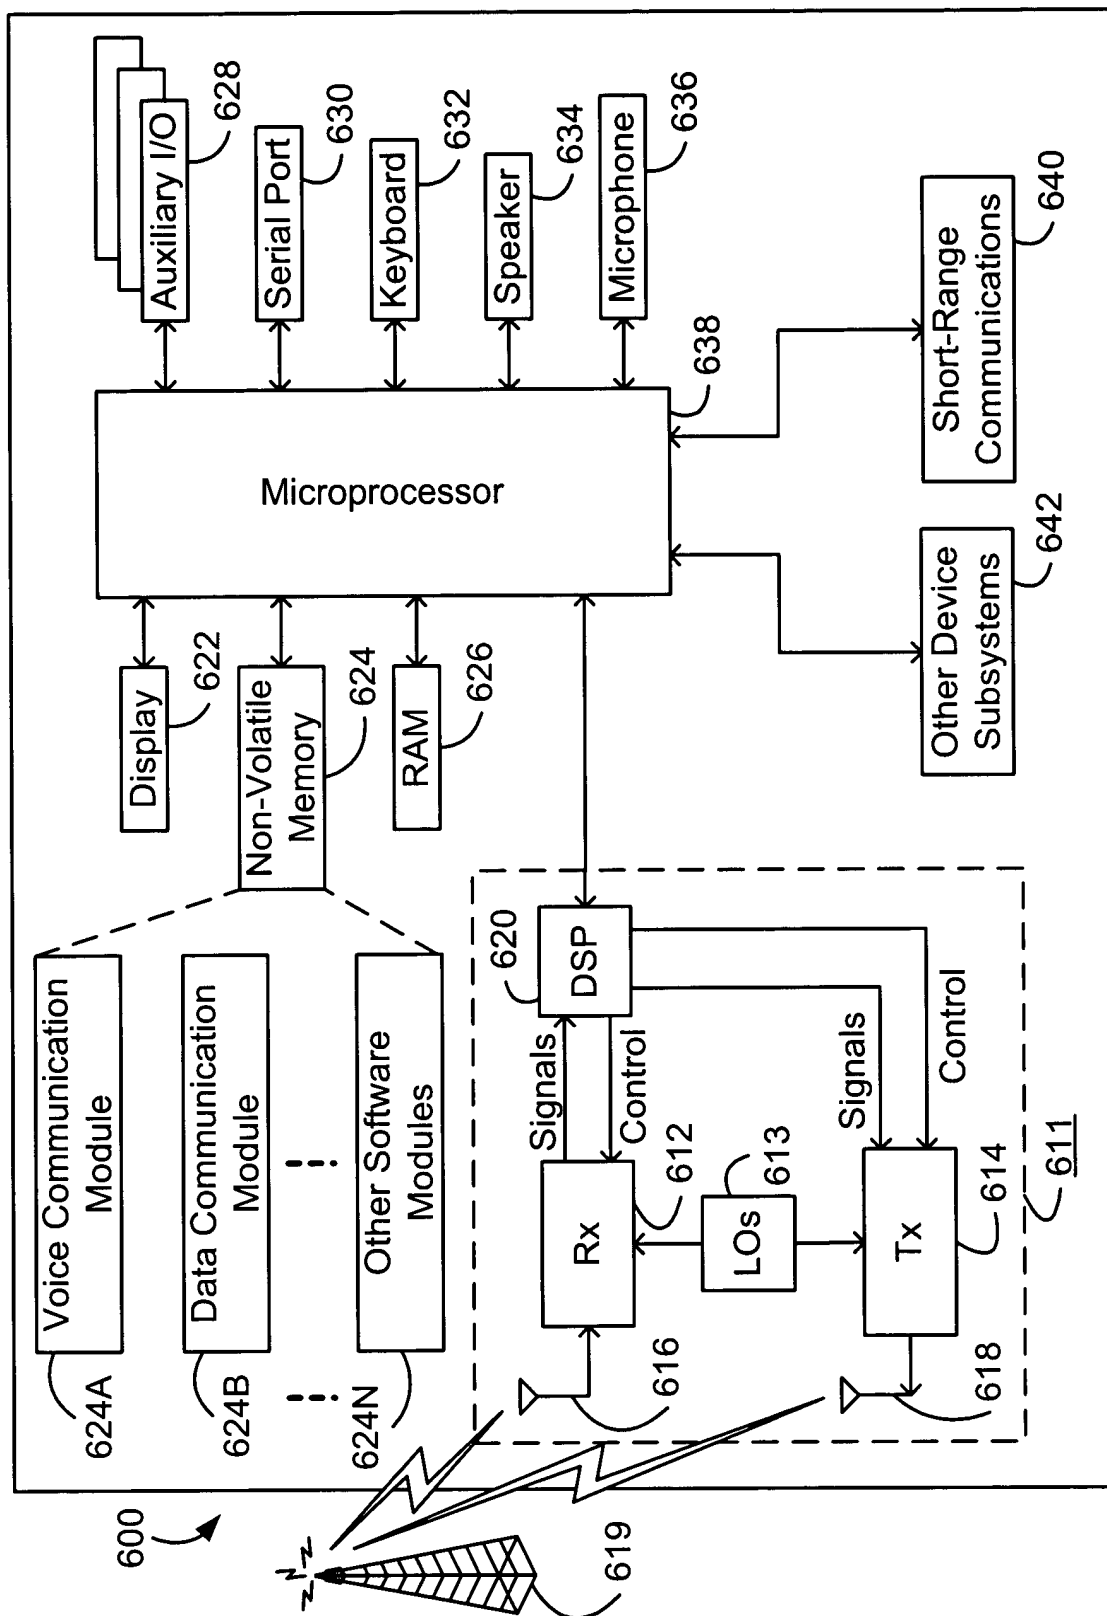 600
619
624A
Voice Communication
Module
624B
Data Communication
Module
624N
Other Software
Modules
Display
622
Non-Volatile
Memory
624
RAM
626
Microprocessor
638
Auxiliary I/O
628
Serial Port
630
Keyboard
632
Speaker
634
Microphone
636
Short-Range
Communications
640
Other Device
Subsystems
642
DSP
620
Signals
Control
Rx
612
LOs
613
Signals
Control
Tx
614
616
618
611